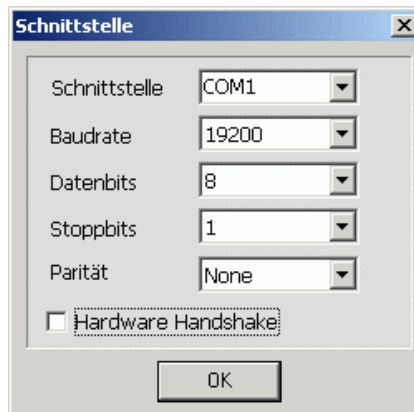 Schnittstelle
Schnittstelle COM1
Baudrate 19200
Datenbits 8
Stoppbits 1
Parität None
Hardware Handshake
OK